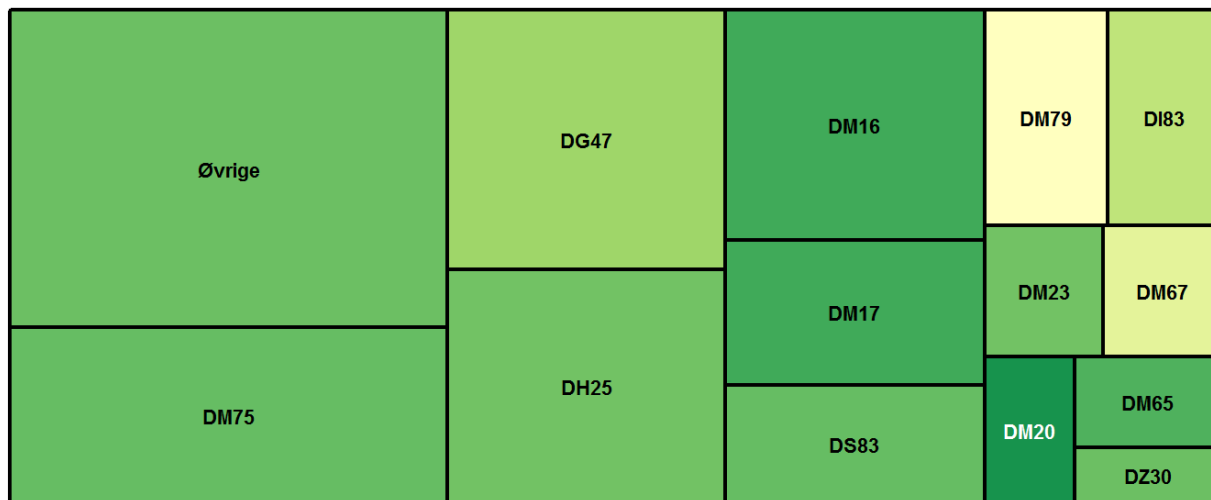 Øvrige
DM75
DG47
DH25
DM16
DM17
DS83
DM79
DI83
DM23
DM67
DM20
DM65
DZ30